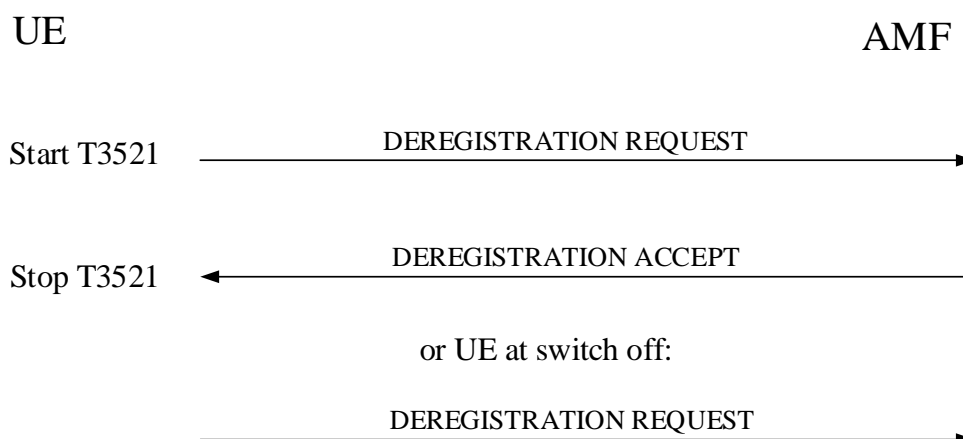 UE AMF
Start T3521 DEREGISTRATION REQUEST
Stop T3521 DEREGISTRATION ACCEPT
or UE at switch off:
DEREGISTRATION REQUEST